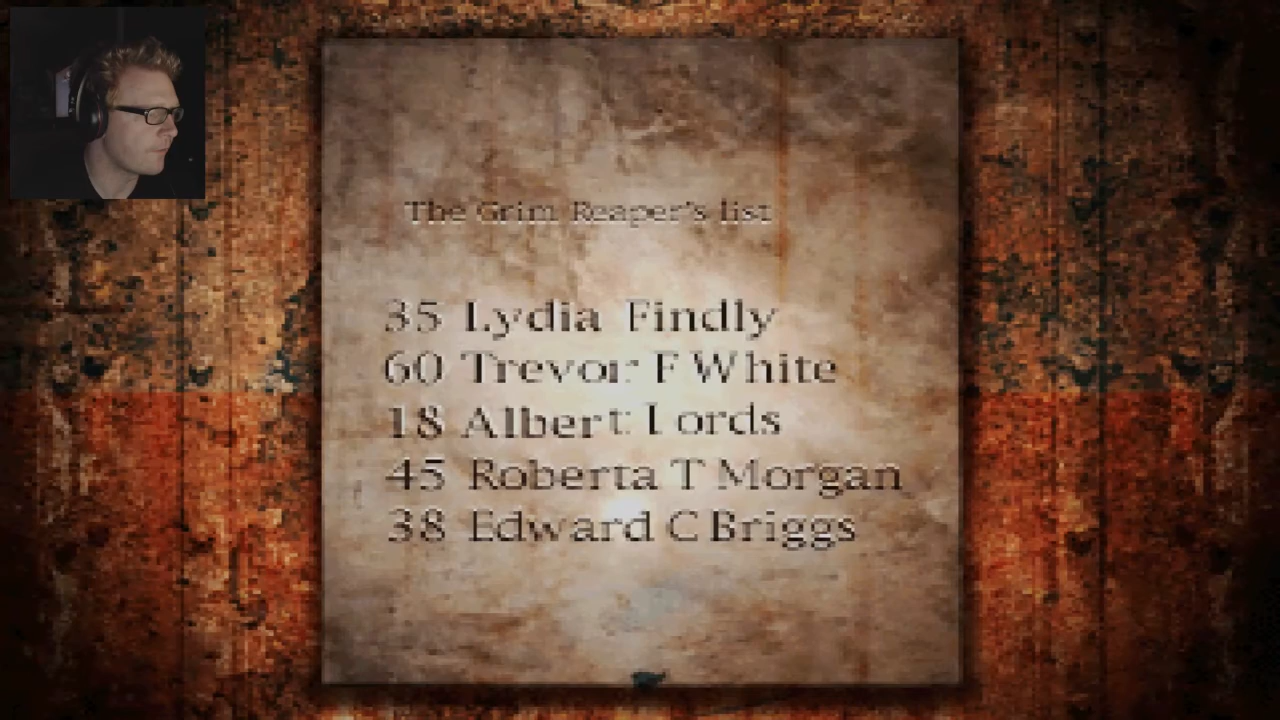 The Grim Reaper's list
35 Lydia Findly
60 Trevor F White
18 Albert Lords
45 Roberta T Morgan
38 Edward C Briggs